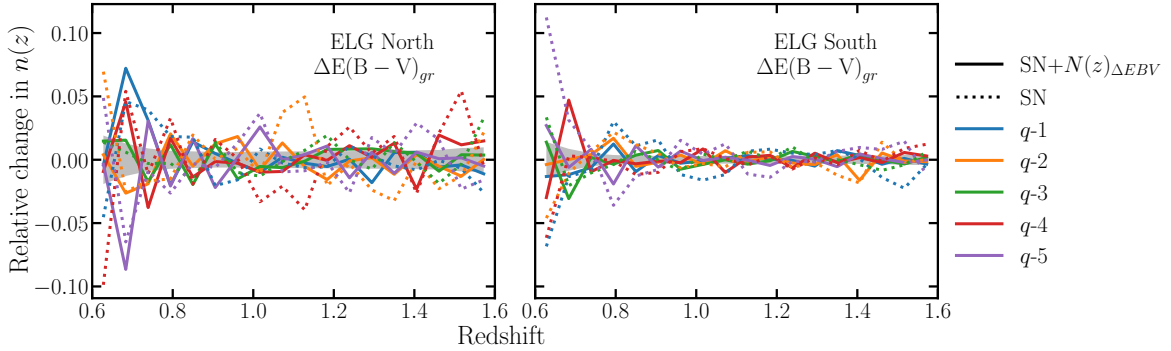 Relative change in n(z)
0.10
0.05
0.00
−0.05
−0.10
ELG North
ΔE(B − V)gr
ELG South
ΔE(B − V)gr
0.6 0.8 1.0 1.2 1.4 1.6
0.6 0.8 1.0 1.2 1.4 1.6
Redshift
SN+N(z)ΔEBV
SN
q-1
q-2
q-3
q-4
q-5